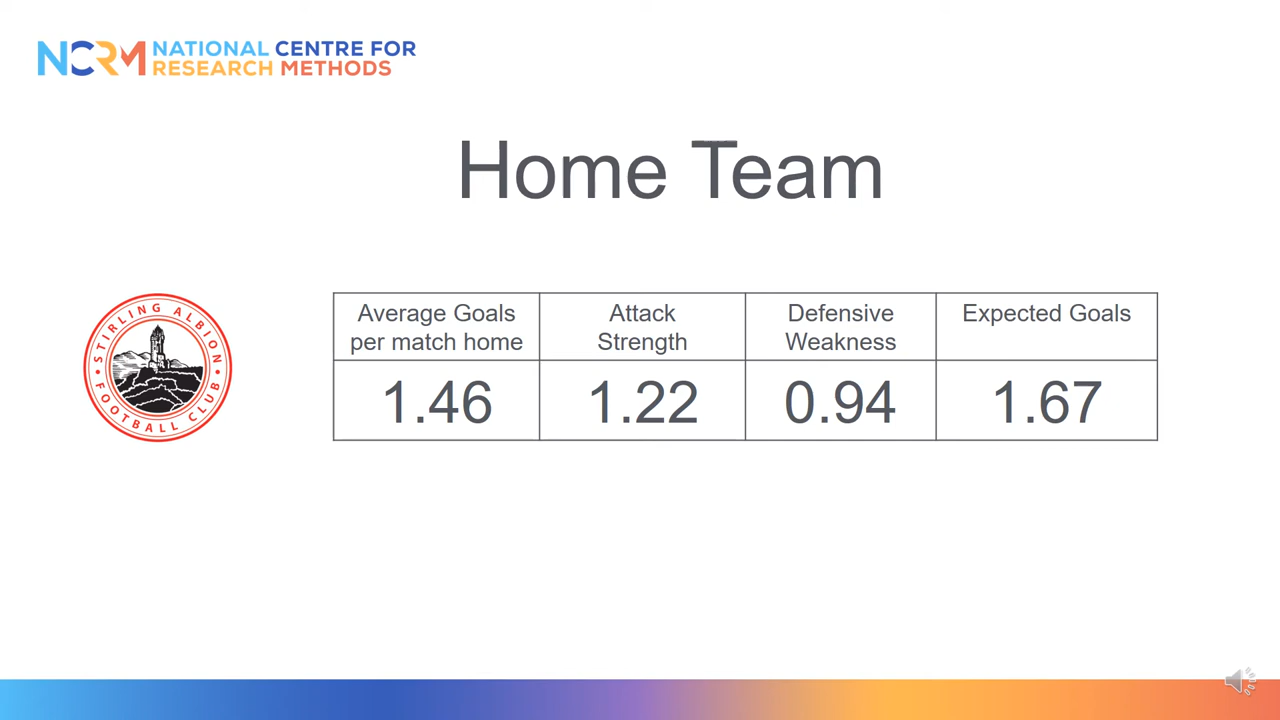 NCRM NATIONAL CENTRE FOR
RESEARCH METHODS
Home Team
STIRLING ALBION
FOOTBALL CLUB
Average Goals
per match home
Attack
Strength
Defensive
Weakness
Expected Goals
1.46
1.22
0.94
1.67